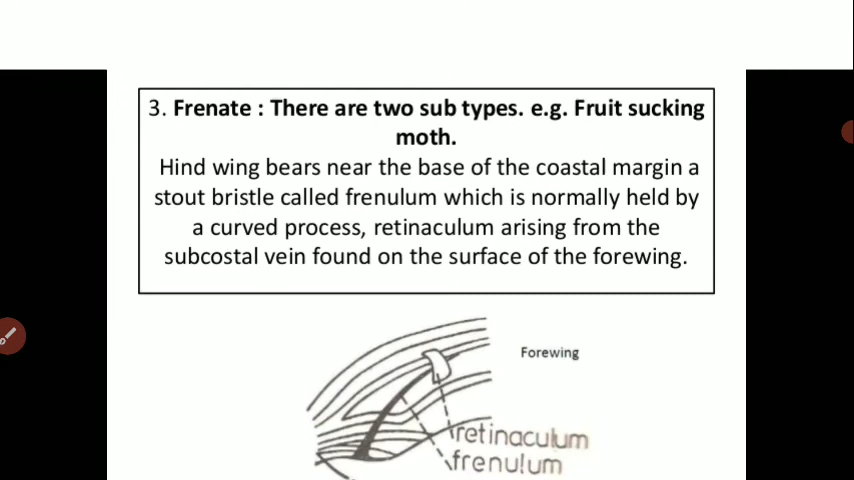 3. Frenate : There are two sub types. e.g. Fruit sucking
moth.
Hind wing bears near the base of the coastal margin a
stout bristle called frenulum which is normally held by
a curved process, retinaculum arising from the
subcostal vein found on the surface of the forewing.
Forewing
retinaculum
frenulum